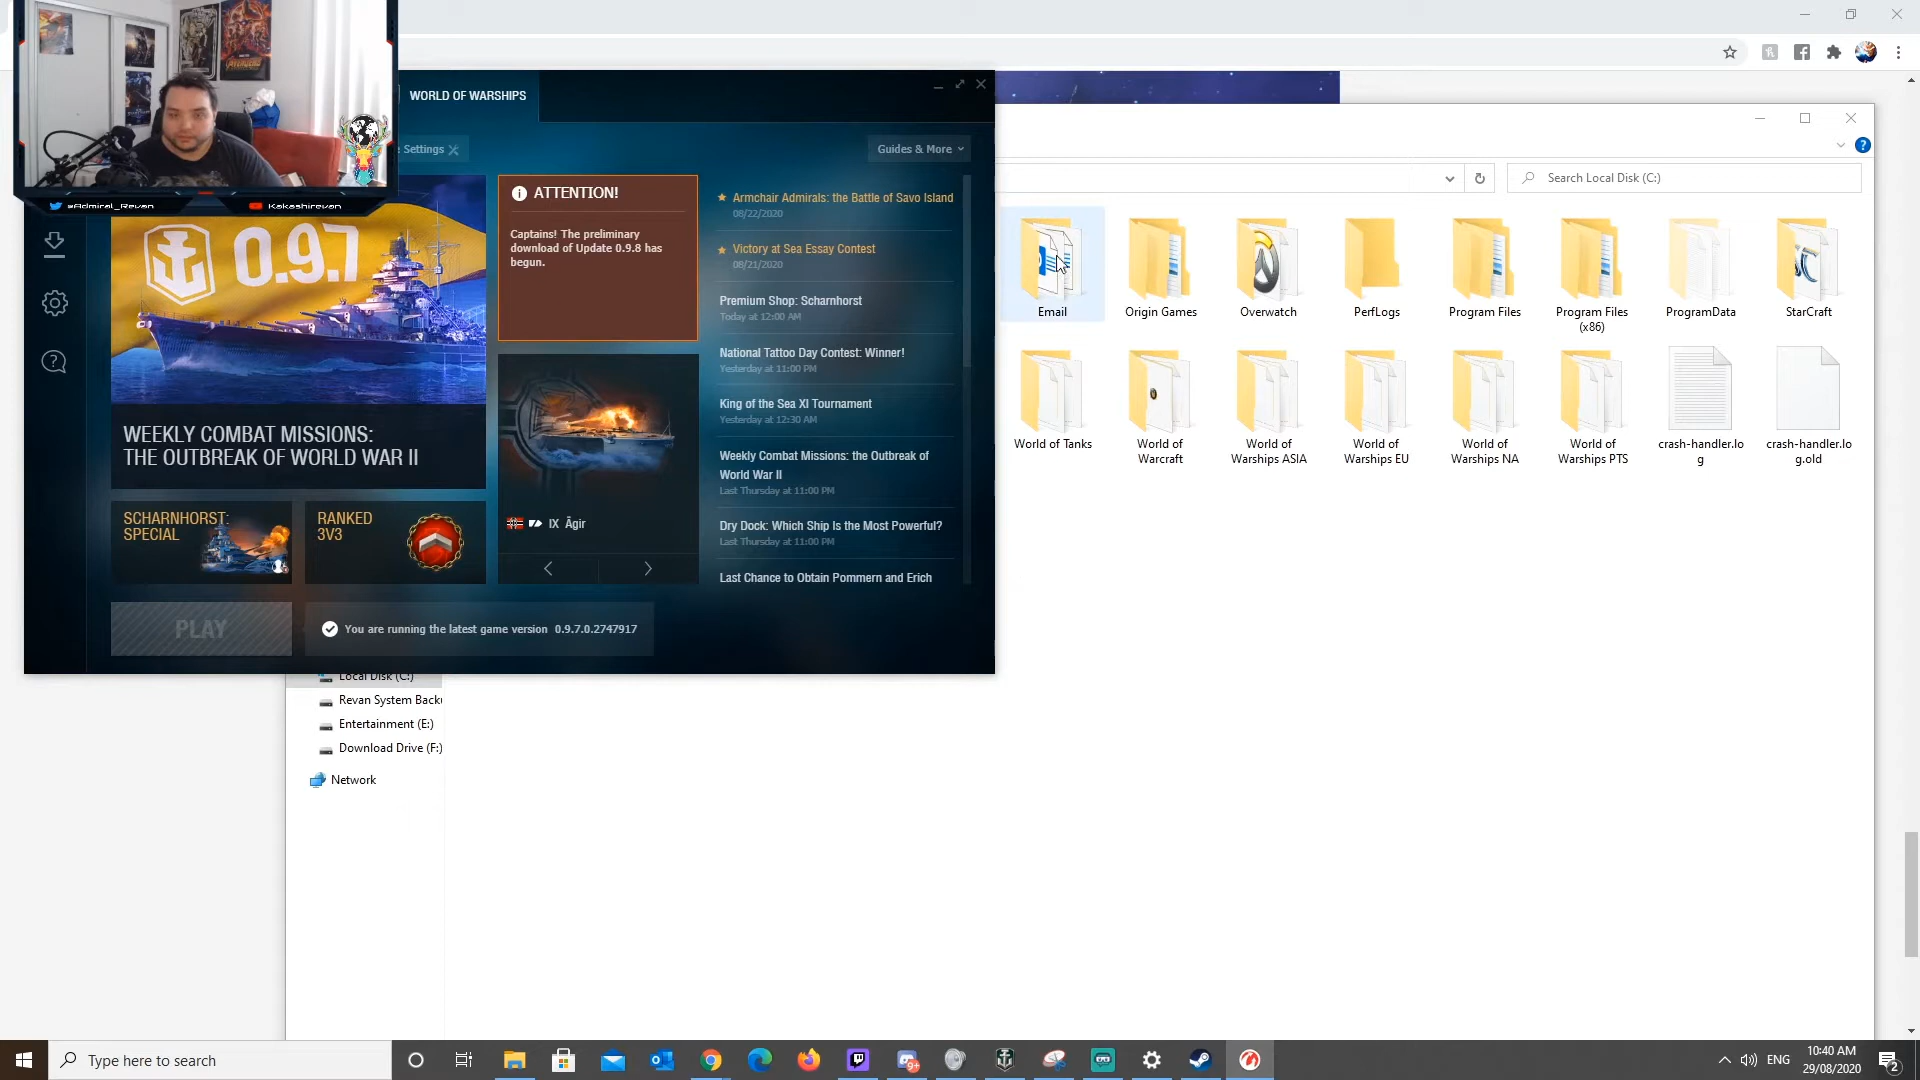 @Admiral_Revan
Kakashirevan
WORLD OF WARSHIPS
Settings
Guides & More
0.9.7
WEEKLY COMBAT MISSIONS:
THE OUTBREAK OF WORLD WAR II
SCHARNHORST:
SPECIAL
RANKED
3V3
ATTENTION!
Captains! The preliminary
download of Update 0.9.8 has
begun.
IX Ägir
Armchair Admirals: the Battle of Savo Island
08/22/2020
Victory at Sea Essay Contest
08/21/2020
Premium Shop: Scharnhorst
Today at 12:00 AM
National Tattoo Day Contest: Winner!
Yesterday at 11:00 PM
King of the Sea XI Tournament
Yesterday at 12:30 AM
Weekly Combat Missions: the Outbreak of
World War II
Last Thursday at 11:00 PM
Dry Dock: Which Ship Is the Most Powerful?
Last Thursday at 11:00 PM
Last Chance to Obtain Pommern and Erich
PLAY
You are running the latest game version 0.9.7.0.2747917
Search Local Disk (C:)
Email
Origin Games
Overwatch
PerfLogs
Program Files
Program Files
(x86)
ProgramData
StarCraft
World of Tanks
World of
Warcraft
World of
Warships ASIA
World of
Warships EU
World of
Warships NA
World of
Warships PTS
crash-handler.lo
g
crash-handler.lo
g.old
Local Disk (C:)
Revan System Back
Entertainment (E:)
Download Drive (F:)
Network
Type here to search
9+
ENG
10:40 AM
29/08/2020
2